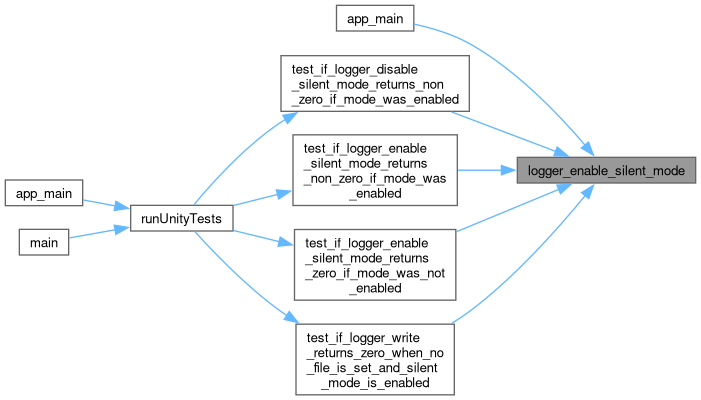 app_main
test_if_logger_disable
_silent_mode_returns_non
_zero_if_mode_was_enabled
test_if_logger_enable
_silent_mode_returns
_non_zero_if_mode_was
_enabled
logger_enable_silent_mode
app_main
runUnityTests
main
test_if_logger_enable
_silent_mode_returns
_zero_if_mode_was_not
_enabled
test_if_logger_write
_returns_zero_when_no
_file_is_set_and_silent
_mode_is_enabled